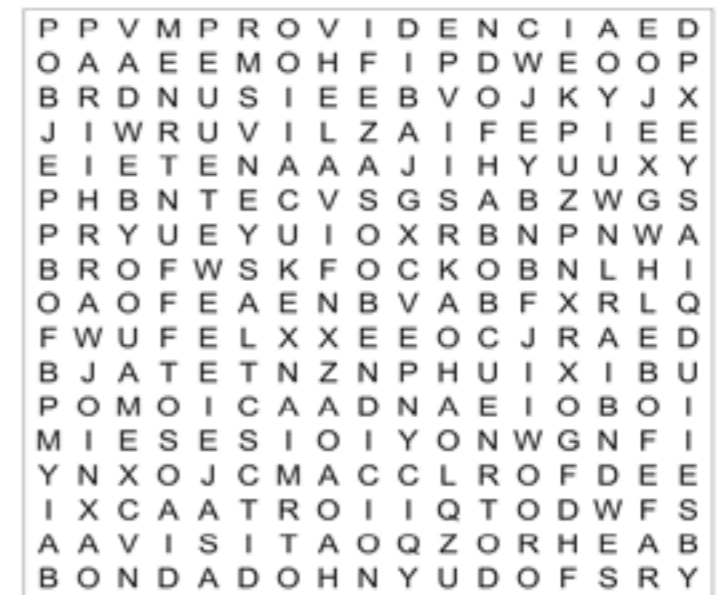 P P V M P R O V I D E N C I A E D
O A A E E M O H F I P D W E O O P
B R D N U S I E E B V O J K Y J X
J I W R U V I L Z A I F E P I E E
E I E T E N A A A J I H Y U U X Y
P H B N T E C V S G S A B Z W G S
P R Y U E Y U I O X R B N P N W A
B R O F W S K F O C K O B N L H I
O A O F E A E N B V A B F X R L Q
F W U F E L X X E E O C J R A E D
B J A T E T N Z N P H U I X I B U
P O M O I C A A D N A E I O B O I
M I E S E S I O I Y O N W G N F I
Y N X O J C M A C C L R O F D E E
I X C A A T R O I I Q T O D W F S
A A V I S I T A O Q Z O R H E A B
B O N D A D O H N Y U D O F S R Y